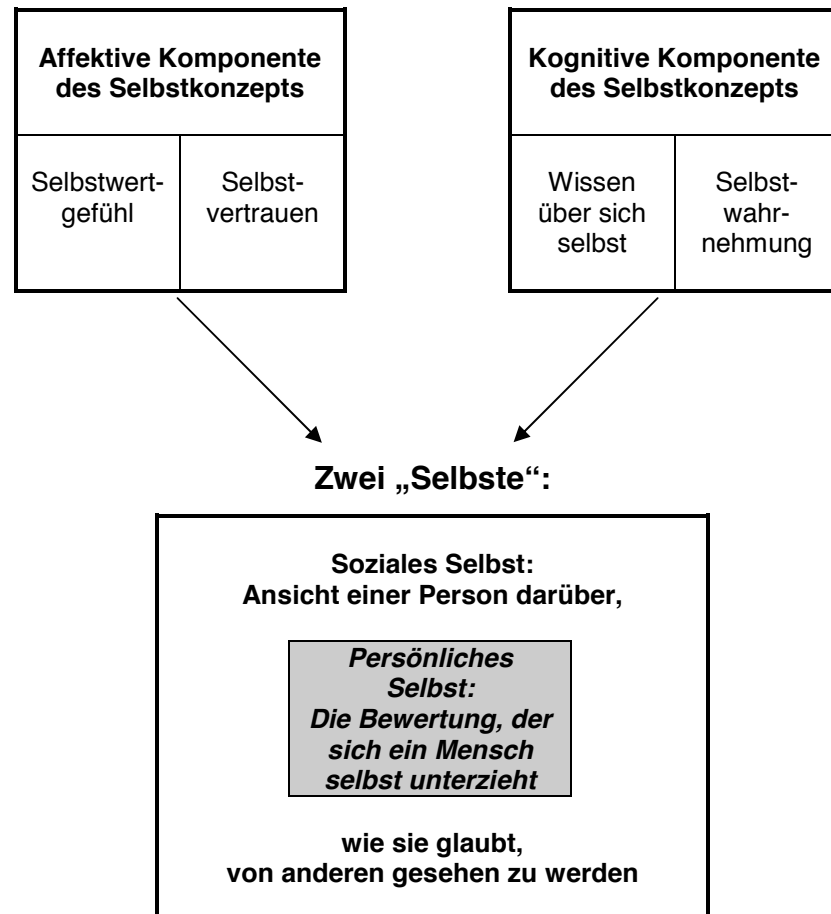 Affektive Komponente
des Selbstkonzepts
Selbstwert-
gefühl
Selbst-
vertrauen
Kognitive Komponente
des Selbstkonzepts
Wissen
über sich
selbst
Selbst-
wahr-
nehmung
Zwei „Selbste“:
Soziales Selbst:
Ansicht einer Person darüber,
Persönliches
Selbst:
Die Bewertung, der
sich ein Mensch
selbst unterzieht
wie sie glaubt,
von anderen gesehen zu werden